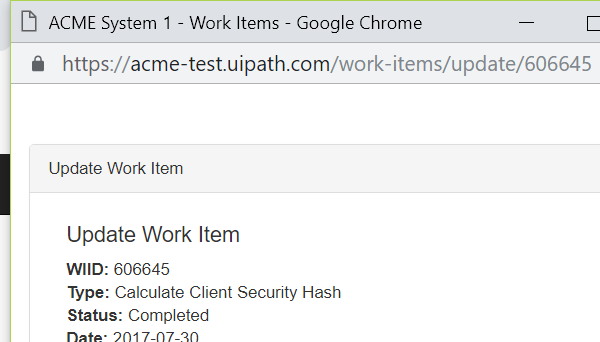 ACME System 1 - Work Items - Google Chrome
https://acme-test.uipath.com/work-items/update/606645
Update Work Item
Update Work Item
WIID: 606645
Type: Calculate Client Security Hash
Status: Completed
Date: 2017-07-30